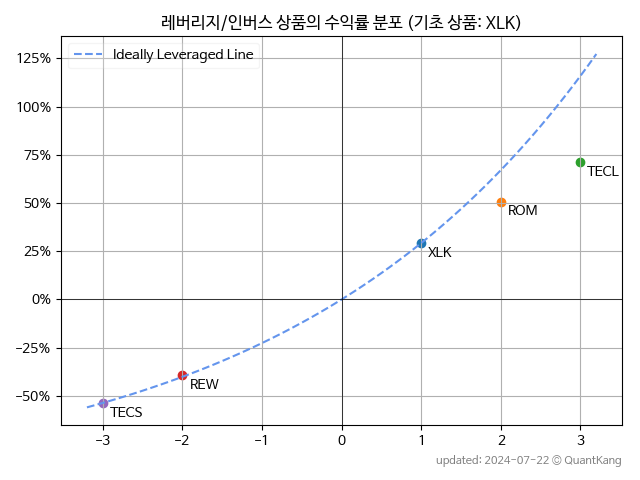 레버리지/인버스 상품의 수익률 분포 (기초 상품: XLK)
Ideally Leveraged Line
125%
100%
75%
TECL
50%
ROM
25%
XLK
0%
−25%
REW
−50%
TECS
−3 −2 −1 0 1 2 3
updated: 2024-07-22 © QuantKang